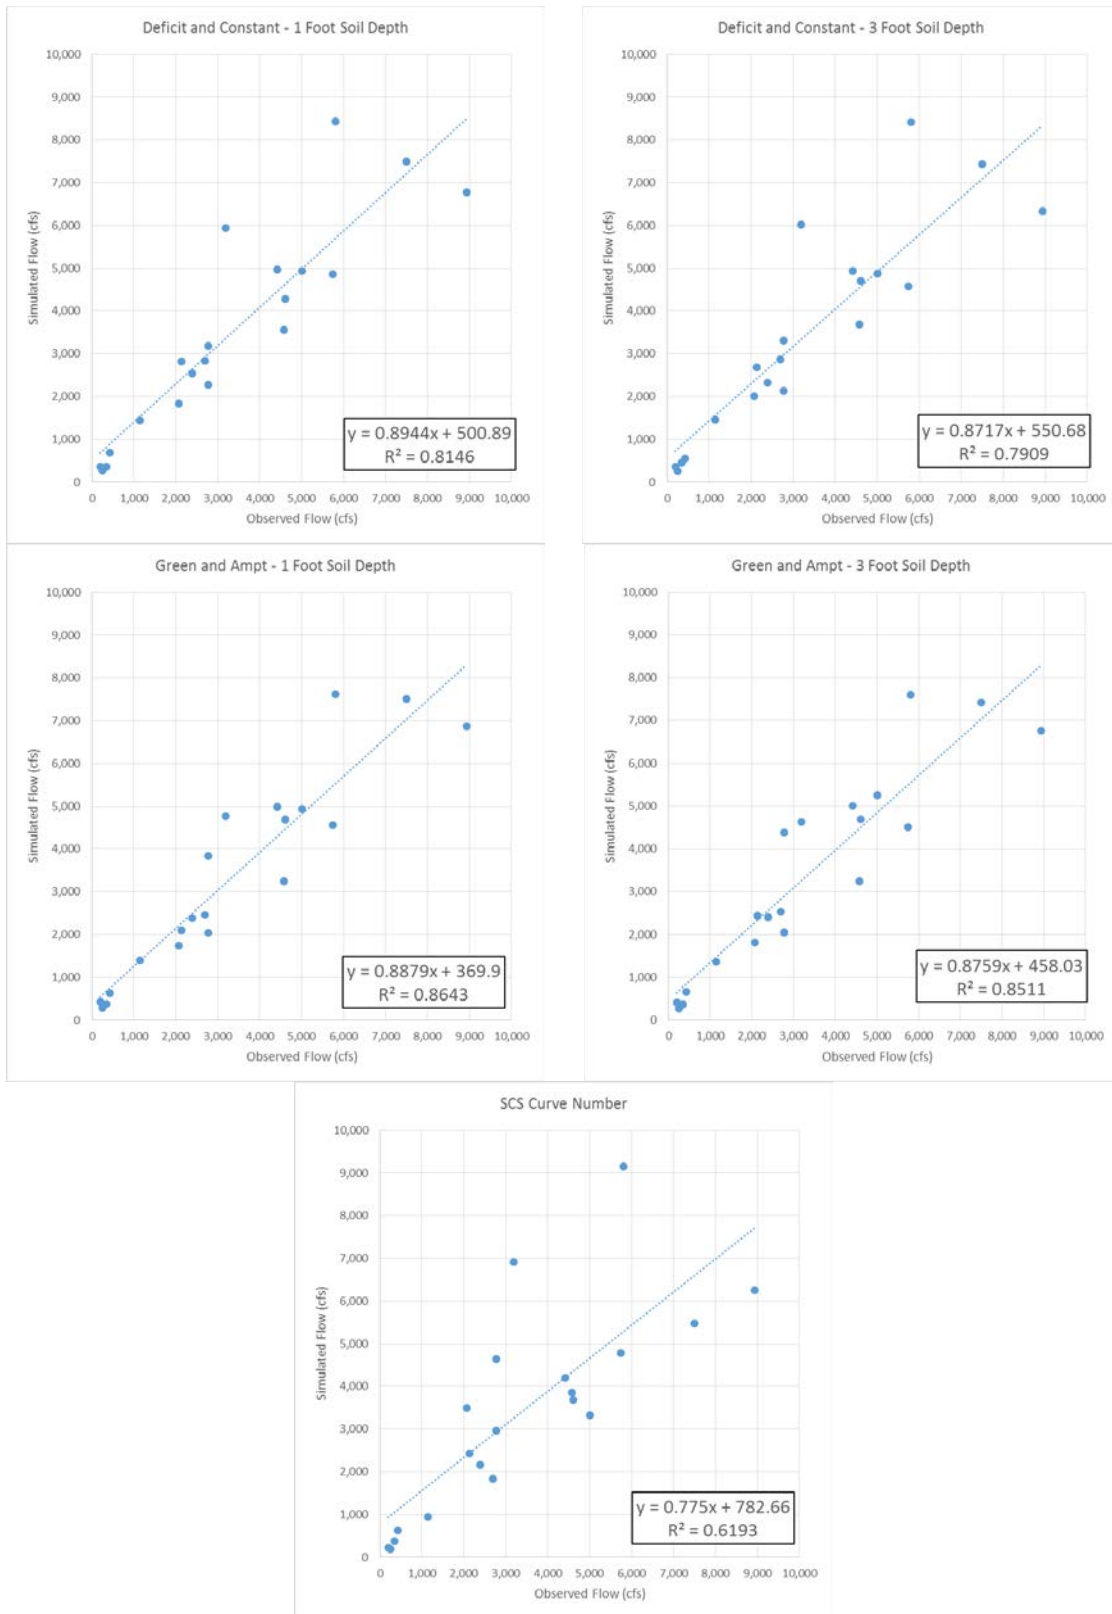 Deficit and Constant - 1 Foot Soil Depth
10,000
9,000
8,000
7,000
6,000
5,000
4,000
3,000
2,000
1,000
0
Simulated Flow (cfs)
y = 0.8944x + 500.89
R² = 0.8146
0 1,000 2,000 3,000 4,000 5,000 6,000 7,000 8,000 9,000 10,000
Observed Flow (cfs)
Deficit and Constant - 3 Foot Soil Depth
10,000
9,000
8,000
7,000
6,000
5,000
4,000
3,000
2,000
1,000
0
Simulated Flow (cfs)
y = 0.8717x + 550.68
R² = 0.7909
0 1,000 2,000 3,000 4,000 5,000 6,000 7,000 8,000 9,000 10,000
Observed Flow (cfs)
Green and Ampt - 1 Foot Soil Depth
10,000
9,000
8,000
7,000
6,000
5,000
4,000
3,000
2,000
1,000
0
Simulated Flow (cfs)
y = 0.8879x + 369.9
R² = 0.8643
0 1,000 2,000 3,000 4,000 5,000 6,000 7,000 8,000 9,000 10,000
Observed Flow (cfs)
Green and Ampt - 3 Foot Soil Depth
10,000
9,000
8,000
7,000
6,000
5,000
4,000
3,000
2,000
1,000
0
Simulated Flow (cfs)
y = 0.8759x + 458.03
R² = 0.8511
0 1,000 2,000 3,000 4,000 5,000 6,000 7,000 8,000 9,000 10,000
Observed Flow (cfs)
SCS Curve Number
10,000
9,000
8,000
7,000
6,000
5,000
4,000
3,000
2,000
1,000
0
Simulated Flow (cfs)
y = 0.775x + 782.66
R² = 0.6193
0 1,000 2,000 3,000 4,000 5,000 6,000 7,000 8,000 9,000 10,000
Observed Flow (cfs)